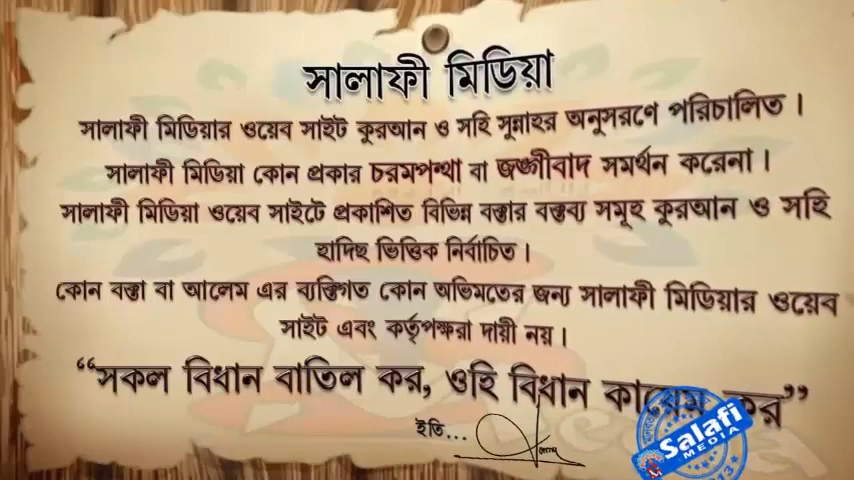 সালাফী মিডিয়া
সালাফী মিডিয়ার ওয়েব সাইট কুরআন ও সহি সুন্নাহর অনুসরণে পরিচালিত ।
সালাফী মিডিয়া কোন প্রকার চরমপন্থা বা জঙ্গীবাদ সমর্থন করেনা ।
সালাফী মিডিয়া ওয়েব সাইটে প্রকাশিত বিভিন্ন বক্তার বক্তব্য সমূহ কুরআন ও সহি
হাদিছ ভিত্তিক নির্বাচিত ।
কোন বক্তা বা আলেম এর ব্যক্তিগত কোন অভিমতের জন্য সালাফী মিডিয়ার ওয়েব
সাইট এবং কর্তৃপক্ষরা দায়ী নয় ।
“সকল বিধান বাতিল কর, ওহি বিধান কায়েম কর”
ইতি...
Salafi
MEDIA